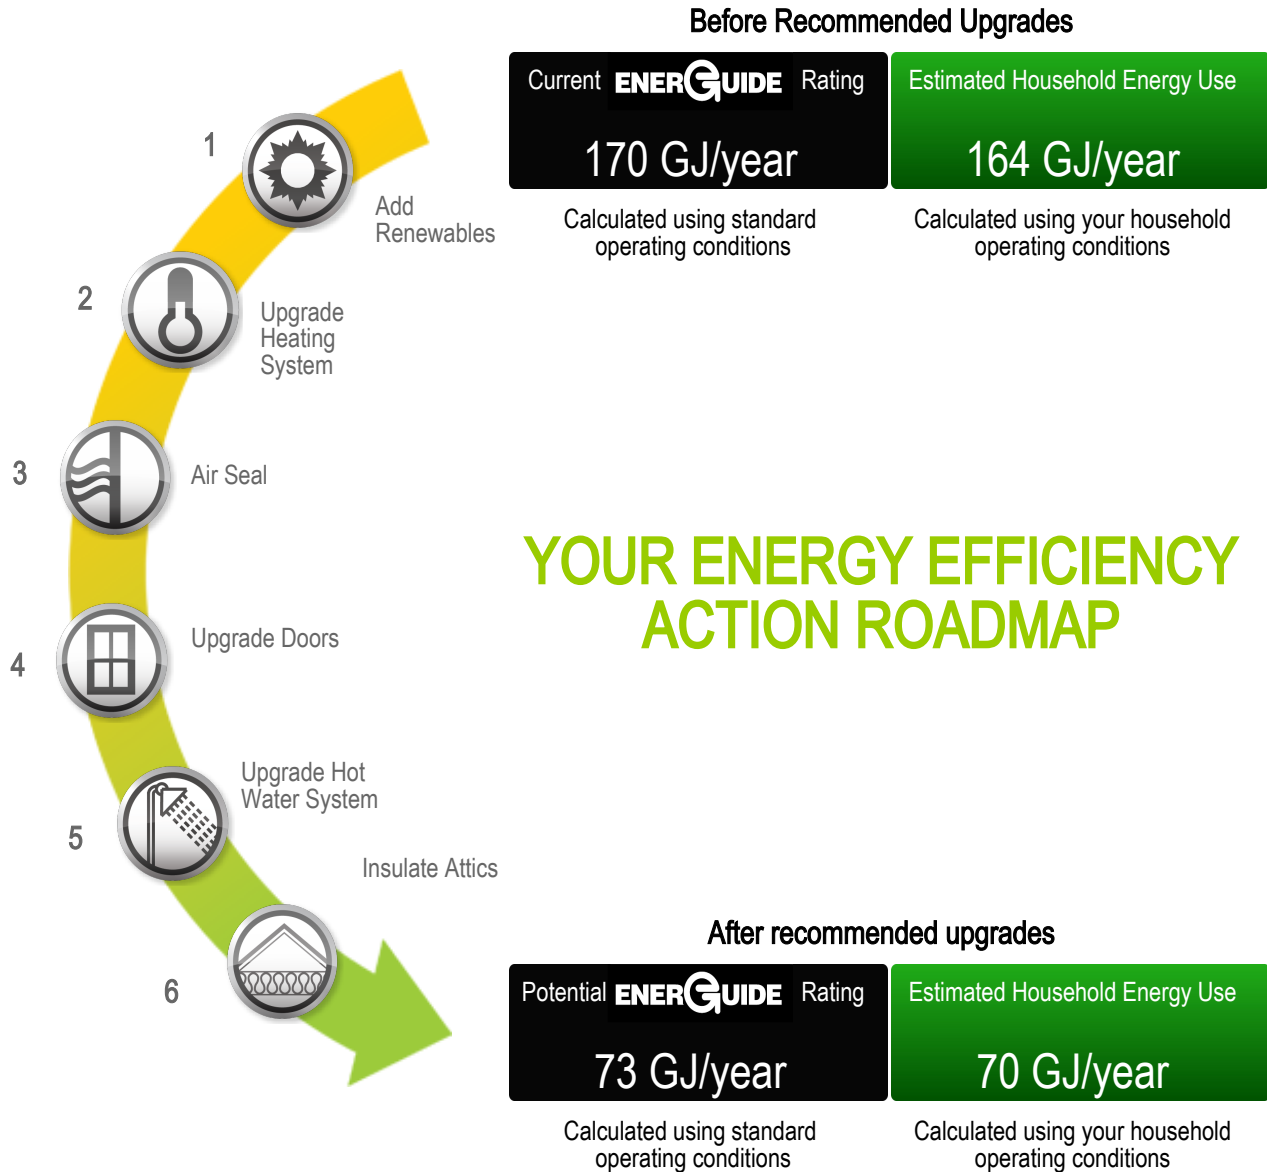 Before Recommended Upgrades
Current ENERGUIDE Rating
170 GJ/year
Calculated using standard
operating conditions
Estimated Household Energy Use
164 GJ/year
Calculated using your household
operating conditions
1
Add
Renewables
2
Upgrade
Heating
System
3
Air Seal
YOUR ENERGY EFFICIENCY
ACTION ROADMAP
4
Upgrade Doors
5
Upgrade Hot
Water System
6
Insulate Attics
After recommended upgrades
Potential ENERGUIDE Rating
73 GJ/year
Calculated using standard
operating conditions
Estimated Household Energy Use
70 GJ/year
Calculated using your household
operating conditions